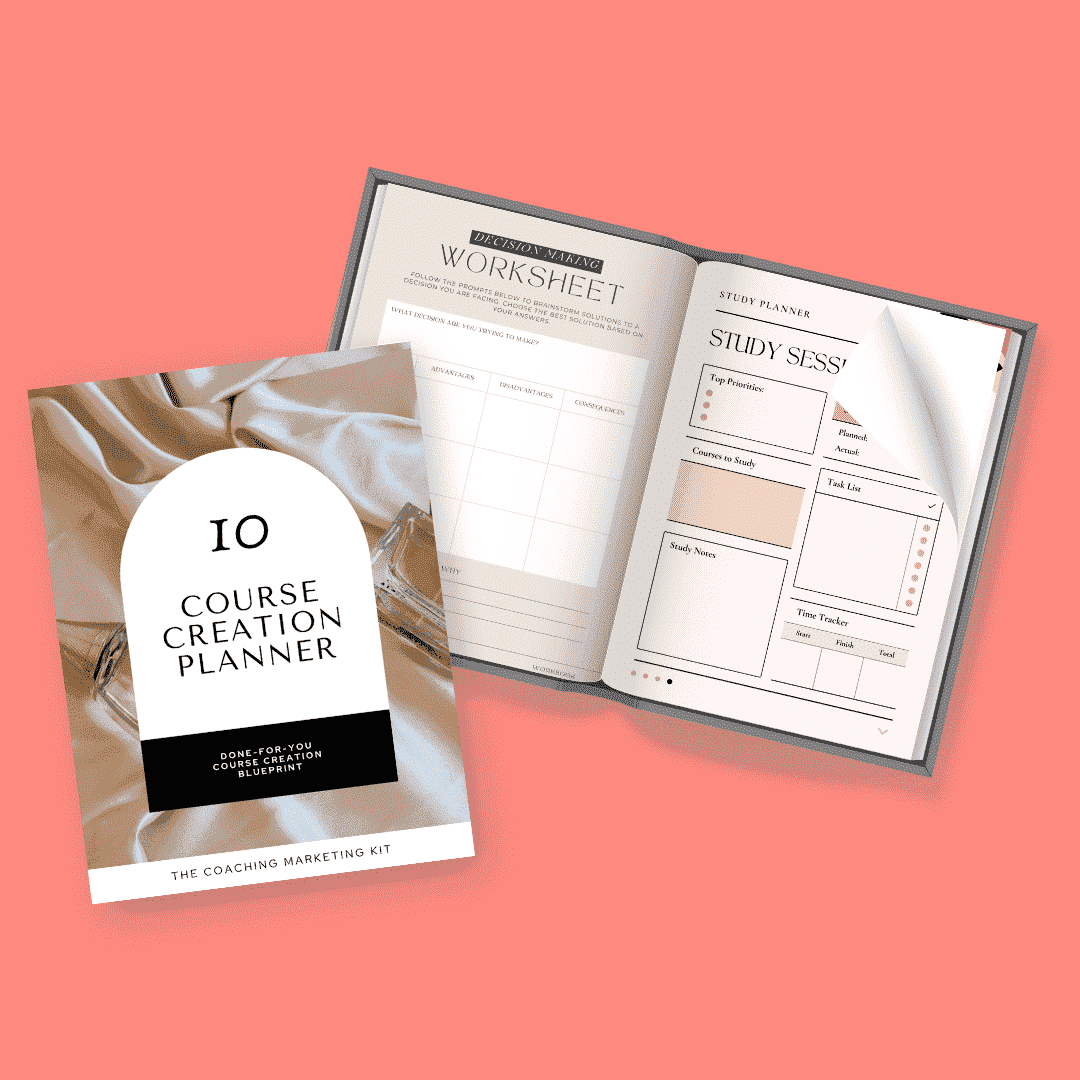 10
COURSE
CREATION
PLANNER
DONE-FOR-YOU
COURSE CREATION
BLUEPRINT
THE COACHING MARKETING KIT
DECISION MAKING
WORKSHEET
FOLLOW THE PROMPTS BELOW TO BRAINSTORM SOLUTIONS TO A
DECISION YOU ARE FACING. CHOOSE THE BEST SOLUTION BASED ON
YOUR ANSWERS.
WHAT DECISION ARE YOU TRYING TO MAKE?
ADVANTAGES DISADVANTAGES CONSEQUENCES
WHY
WORKBOOK
STUDY PLANNER
STUDY SESSI
Top Priorities:
Planned:
Actual:
Courses to Study
Task List
Study Notes
Time Tracker
Start Finish Total